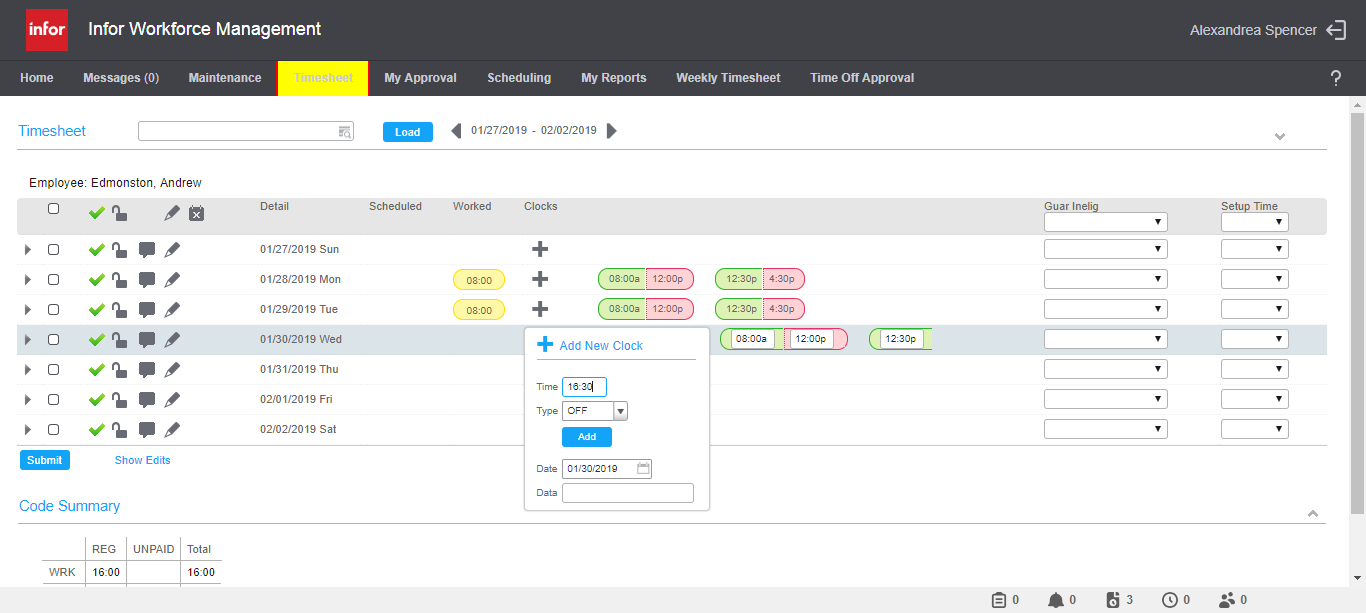 infor Infor Workforce Management Alexandrea Spencer
Home Messages (0) Maintenance Timesheet My Approval Scheduling My Reports Weekly Timesheet Time Off Approval ?
Timesheet Load 01/27/2019 - 02/02/2019
Employee: Edmonston, Andrew
Detail Scheduled Worked Clocks Guar Inelig Setup Time
01/27/2019 Sun
01/28/2019 Mon 08:00 08:00a 12:00p 12:30p 4:30p
01/29/2019 Tue 08:00 08:00a 12:00p 12:30p 4:30p
01/30/2019 Wed 08:00a 12:00p 12:30p
Add New Clock
01/31/2019 Thu
Time 16:30
02/01/2019 Fri
Type OFF
02/02/2019 Sat
Add
Submit Show Edits
Date 01/30/2019
Data
Code Summary
REG UNPAID Total
WRK 16:00 16:00
0 0 3 0 0